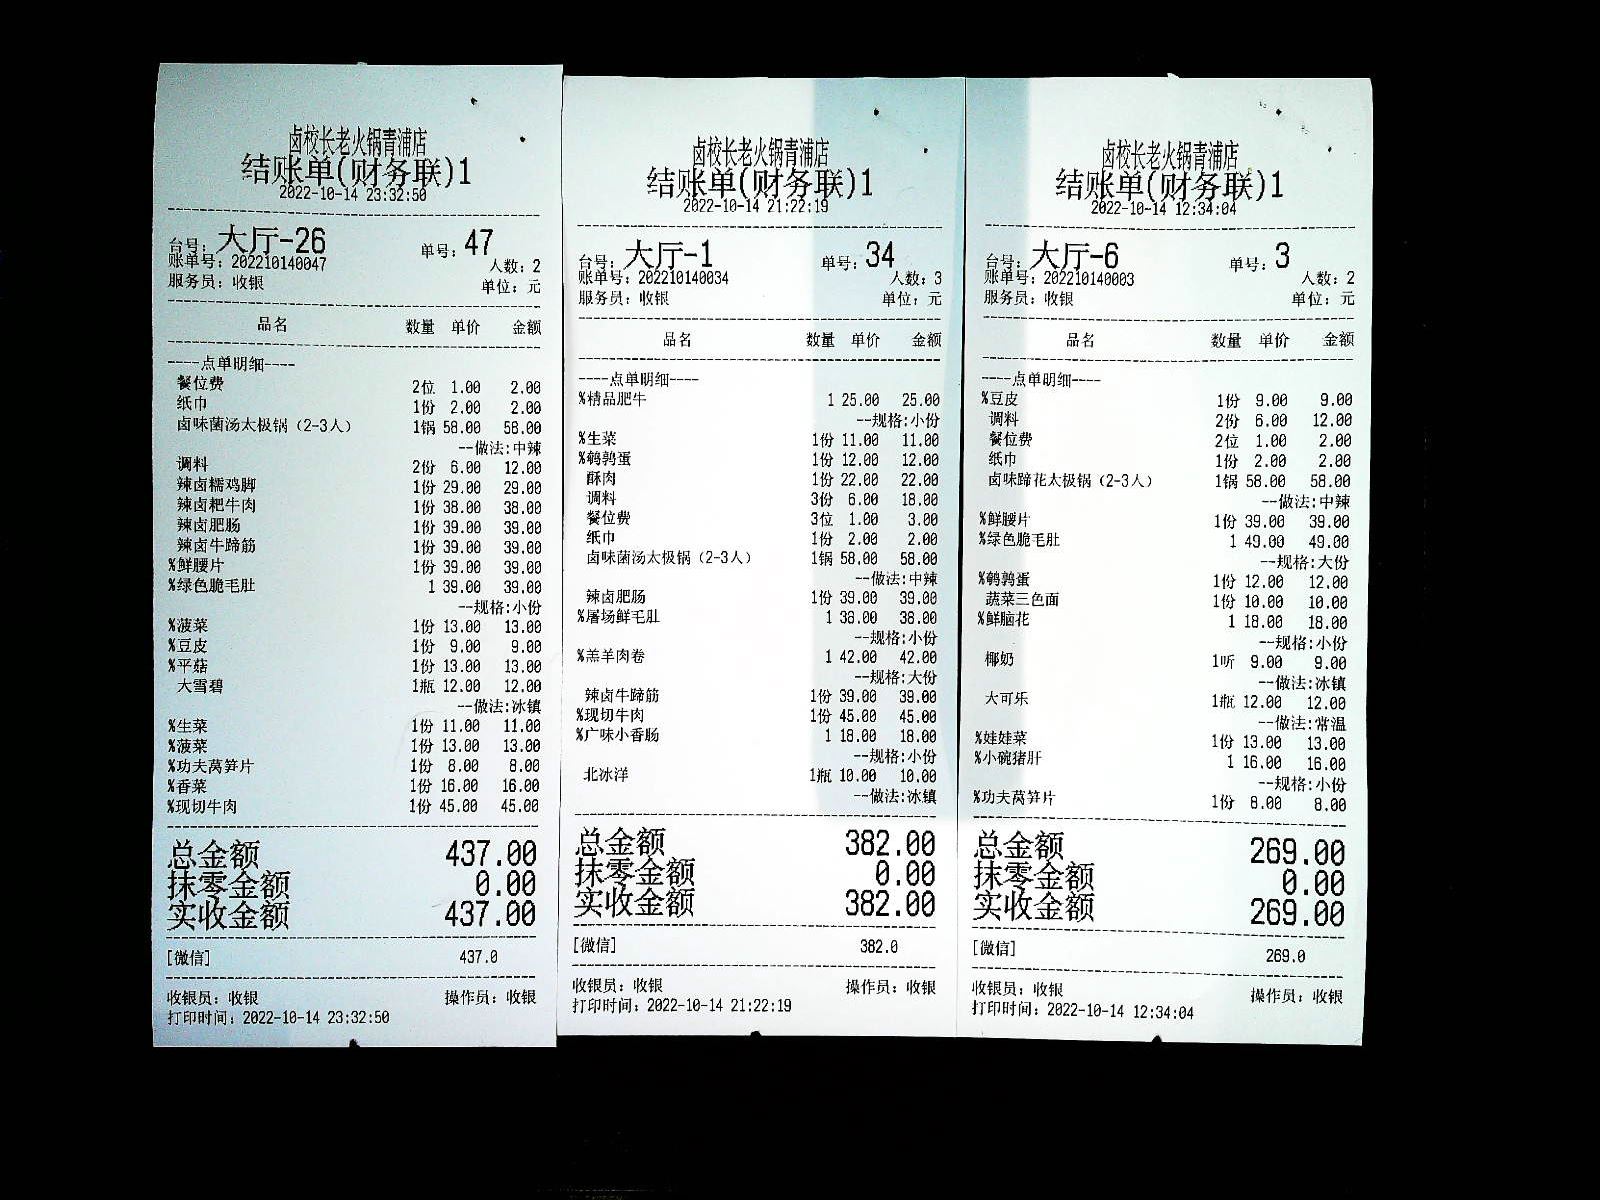 卤校长老火锅青浦店
结账单(财务联)1
2022-10-14 23:32:50
台号: 大厅-26 单号: 47
账单号: 202210140047 人数: 2
服务员: 收银 单位: 元
品名 数量 单价 金额
----点单明细----
餐位费 2位 1.00 2.00
纸巾 1份 2.00 2.00
卤味菌汤太极锅 (2-3人) 1锅 58.00 58.00
--做法:中辣
调料 2份 6.00 12.00
辣卤糯鸡脚 1份 29.00 29.00
辣卤耙牛肉 1份 38.00 38.00
辣卤肥肠 1份 39.00 39.00
辣卤牛蹄筋 1份 39.00 39.00
%鲜腰片 1份 39.00 39.00
%绿色脆毛肚 1 39.00 39.00
--规格:小份
%菠菜 1份 13.00 13.00
%豆皮 1份 9.00 9.00
%平菇 1份 13.00 13.00
大雪碧 1瓶 12.00 12.00
--做法:冰镇
%生菜 1份 11.00 11.00
%菠菜 1份 13.00 13.00
%功夫莴笋片 1份 8.00 8.00
%香菜 1份 16.00 16.00
%现切牛肉 1份 45.00 45.00
总金额 437.00
抹零金额 0.00
实收金额 437.00
[微信] 437.0
收银员: 收银 操作员: 收银
打印时间: 2022-10-14 23:32:50
卤校长老火锅青浦店
结账单(财务联)1
2022-10-14 21:22:19
台号: 大厅-1 单号: 34
账单号: 202210140034 人数: 3
服务员: 收银 单位: 元
品名 数量 单价 金额
----点单明细----
%精品肥牛 1 25.00 25.00
--规格:小份
%生菜 1份 11.00 11.00
%鹌鹑蛋 1份 12.00 12.00
酥肉 1份 22.00 22.00
调料 3份 6.00 18.00
餐位费 3位 1.00 3.00
纸巾 1份 2.00 2.00
卤味菌汤太极锅 (2-3人) 1锅 58.00 58.00
--做法:中辣
辣卤肥肠 1份 39.00 39.00
%屠场鲜毛肚 1 38.00 38.00
--规格:小份
%羔羊肉卷 1 42.00 42.00
--规格:大份
辣卤牛蹄筋 1份 39.00 39.00
%现切牛肉 1份 45.00 45.00
%广味小香肠 1 18.00 18.00
--规格:小份
北冰洋 1瓶 10.00 10.00
--做法:冰镇
总金额 382.00
抹零金额 0.00
实收金额 382.00
[微信] 382.0
收银员: 收银 操作员: 收银
打印时间: 2022-10-14 21:22:19
卤校长老火锅青浦店
结账单(财务联)1
2022-10-14 12:34:04
台号: 大厅-6 单号: 3
账单号: 202210140003 人数: 2
服务员: 收银 单位: 元
品名 数量 单价 金额
----点单明细----
%豆皮 1份 9.00 9.00
调料 2份 6.00 12.00
餐位费 2位 1.00 2.00
纸巾 1份 2.00 2.00
卤味蹄花太极锅 (2-3人) 1锅 58.00 58.00
--做法:中辣
%鲜腰片 1份 39.00 39.00
%绿色脆毛肚 1 49.00 49.00
--规格:大份
%鹌鹑蛋 1份 12.00 12.00
蔬菜三色面 1份 10.00 10.00
%鲜脑花 1 18.00 18.00
--规格:小份
椰奶 1听 9.00 9.00
--做法:冰镇
大可乐 1瓶 12.00 12.00
--做法:常温
%娃娃菜 1份 13.00 13.00
%小碗猪肝 1 16.00 16.00
--规格:小份
%功夫莴笋片 1份 8.00 8.00
总金额 269.00
抹零金额 0.00
实收金额 269.00
[微信] 269.0
收银员: 收银 操作员: 收银
打印时间: 2022-10-14 12:34:04